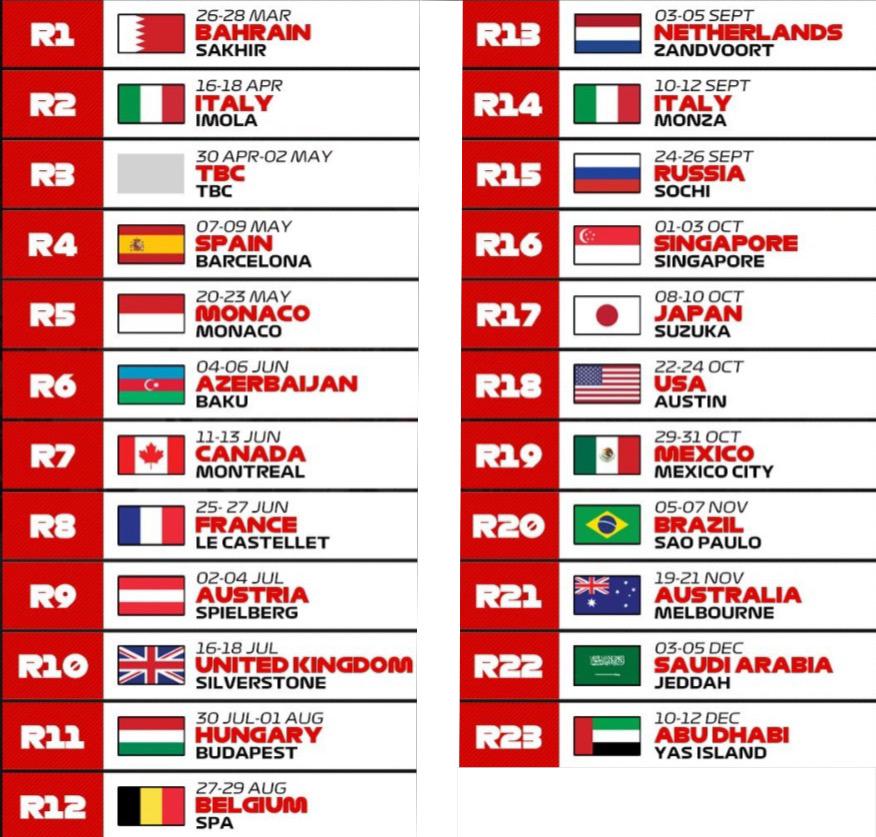 R1
26-28 MAR
BAHRAIN
SAKHIR
R2
16-18 APR
ITALY
IMOLA
R3
30 APR-02 MAY
TBC
TBC
R4
07-09 MAY
SPAIN
BARCELONA
R5
20-23 MAY
MONACO
MONACO
R6
04-06 JUN
AZERBAIJAN
BAKU
R7
11-13 JUN
CANADA
MONTREAL
R8
25- 27 JUN
FRANCE
LE CASTELLET
R9
02-04 JUL
AUSTRIA
SPIELBERG
R10
16-18 JUL
UNITED KINGDOM
SILVERSTONE
R11
30 JUL-01 AUG
HUNGARY
BUDAPEST
R12
27-29 AUG
BELGIUM
SPA
R13
03-05 SEPT
NETHERLANDS
ZANDVOORT
R14
10-12 SEPT
ITALY
MONZA
R15
24-26 SEPT
RUSSIA
SOCHI
R16
01-03 OCT
SINGAPORE
SINGAPORE
R17
08-10 OCT
JAPAN
SUZUKA
R18
22-24 OCT
USA
AUSTIN
R19
29-31 OCT
MEXICO
MEXICO CITY
R20
05-07 NOV
BRAZIL
SAO PAULO
R21
19-21 NOV
AUSTRALIA
MELBOURNE
R22
03-05 DEC
SAUDI ARABIA
JEDDAH
R23
10-12 DEC
ABU DHABI
YAS ISLAND